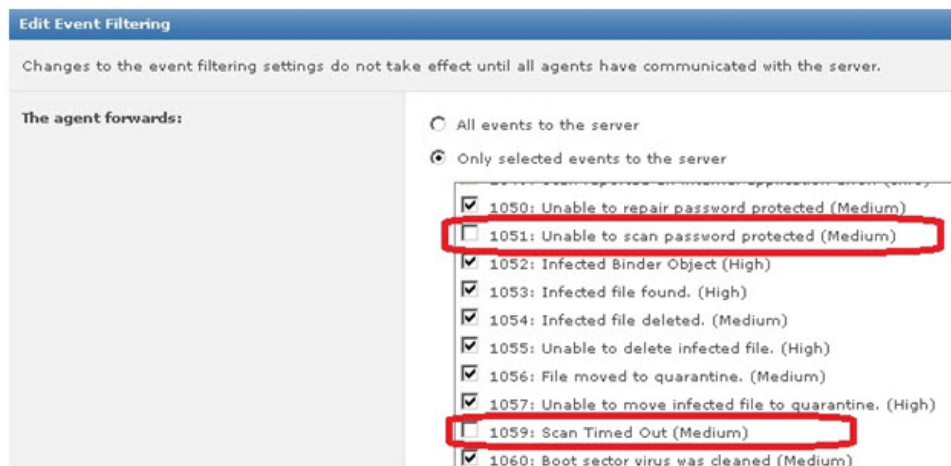 Edit Event Filtering
Changes to the event filtering settings do not take effect until all agents have communicated with the server.
The agent forwards:
All events to the server
Only selected events to the server
1050: Unable to repair password protected (Medium)
1051: Unable to scan password protected (Medium)
1052: Infected Binder Object (High)
1053: Infected file found. (High)
1054: Infected file deleted. (Medium)
1055: Unable to delete infected file. (High)
1056: File moved to quarantine. (Medium)
1057: Unable to move infected file to quarantine. (High)
1059: Scan Timed Out (Medium)
1060: Boot sector virus was cleaned (Medium)